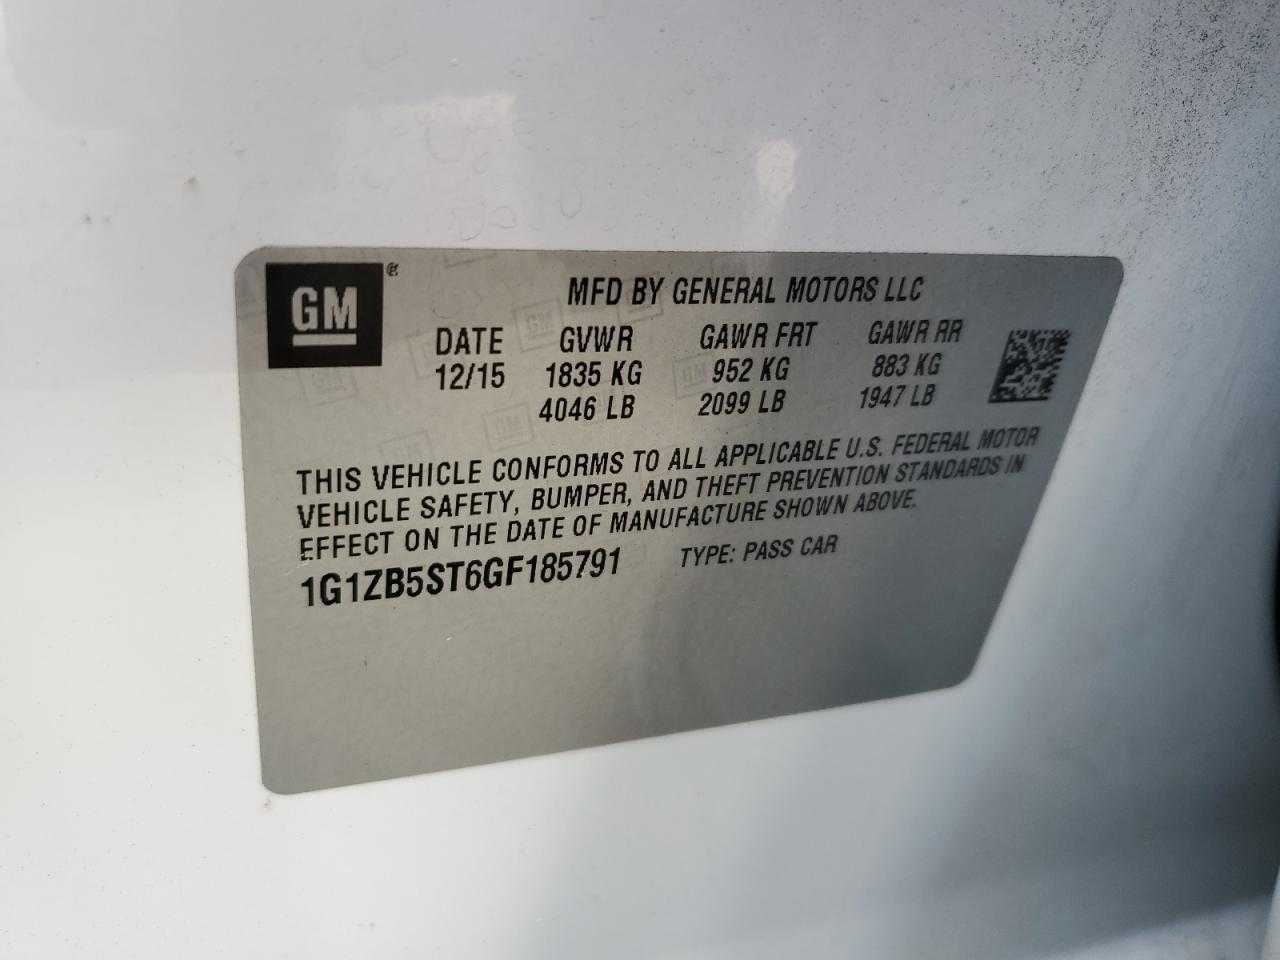 GM®
MFD BY GENERAL MOTORS LLC
DATE GVWR GAWR FRT GAWR RR
12/15 1835 KG 952 KG 883 KG
4046 LB 2099 LB 1947 LB
THIS VEHICLE CONFORMS TO ALL APPLICABLE U.S. FEDERAL MOTOR
VEHICLE SAFETY, BUMPER, AND THEFT PREVENTION STANDARDS IN
EFFECT ON THE DATE OF MANUFACTURE SHOWN ABOVE.
1G1ZB5ST6GF185791 TYPE: PASS CAR